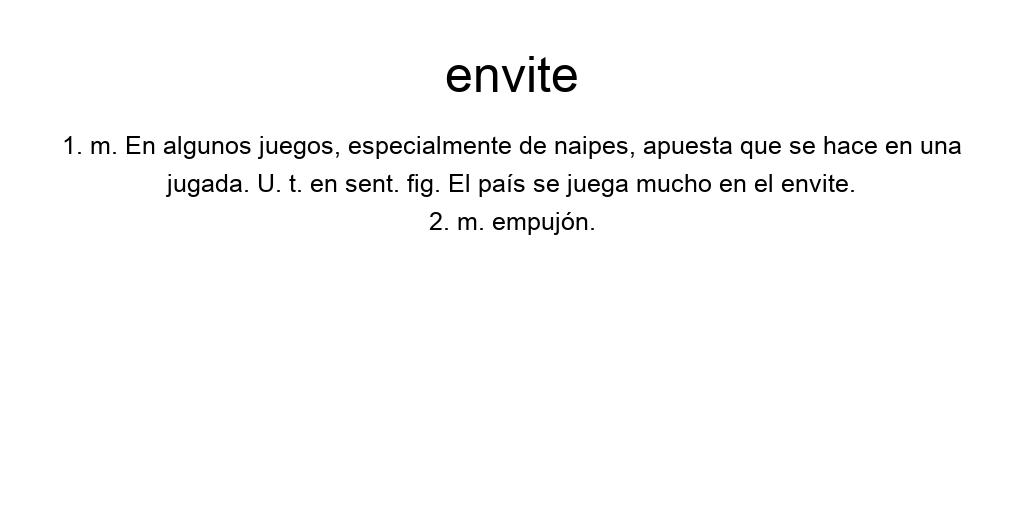 envite
1. m. En algunos juegos, especialmente de naipes, apuesta que se hace en una
jugada. U. t. en sent. fig. El país se juega mucho en el envite.
2. m. empujón.